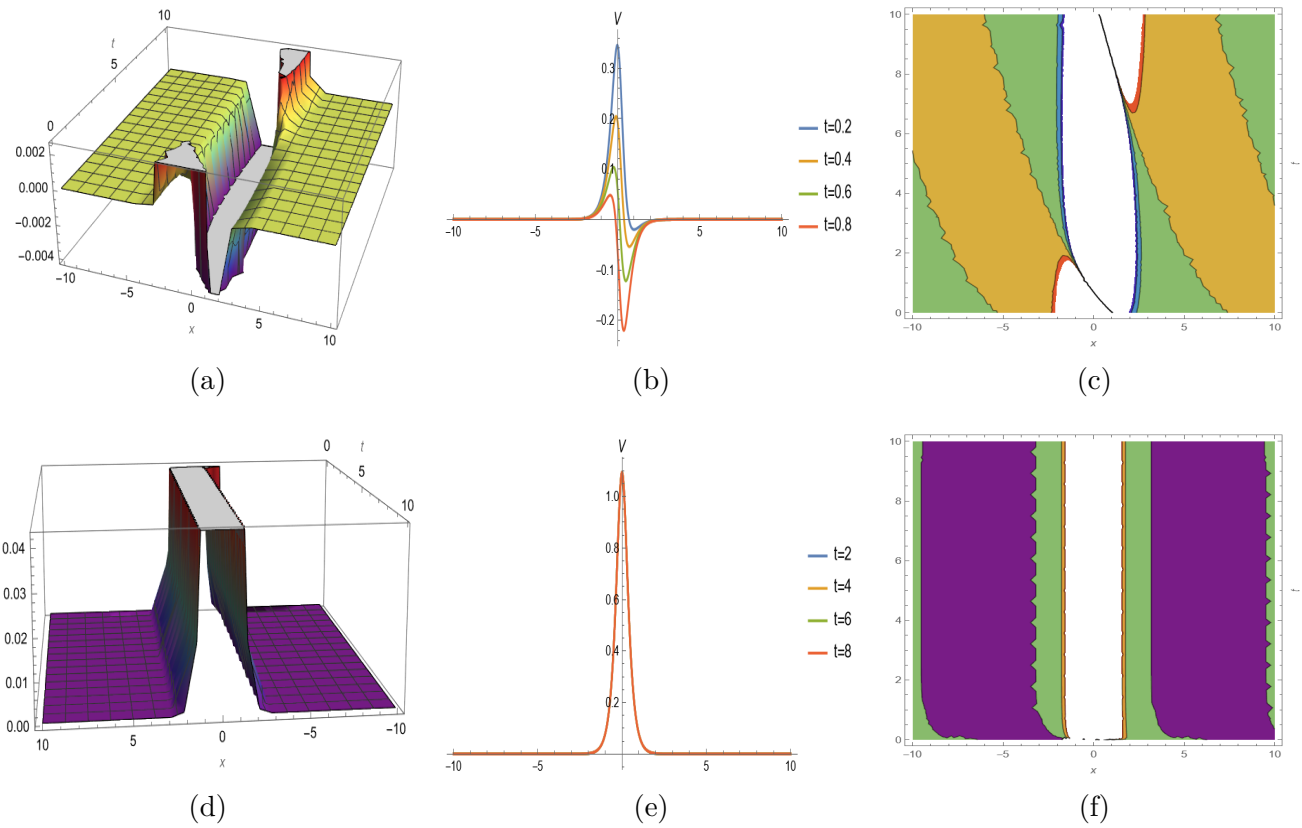 10
t
5
0
0.002
0.000
−0.002
−0.004
−10
−5
0
x
5
10
(a)
V
0.3
0.2
0.1
-0.1
-0.2
-10
-5
5
10
t=0.2
t=0.4
t=0.6
t=0.8
(b)
10
8
6
4
2
0
−10
−5
0
5
10
x
t
(c)
0
t
5
10
0.04
0.03
0.02
0.01
0.00
10
5
0
−5
−10
x
(d)
V
1.0
0.8
0.6
0.4
0.2
-10
-5
5
10
t=2
t=4
t=6
t=8
(e)
10
8
6
4
2
0
−10
−5
0
5
10
x
t
(f)